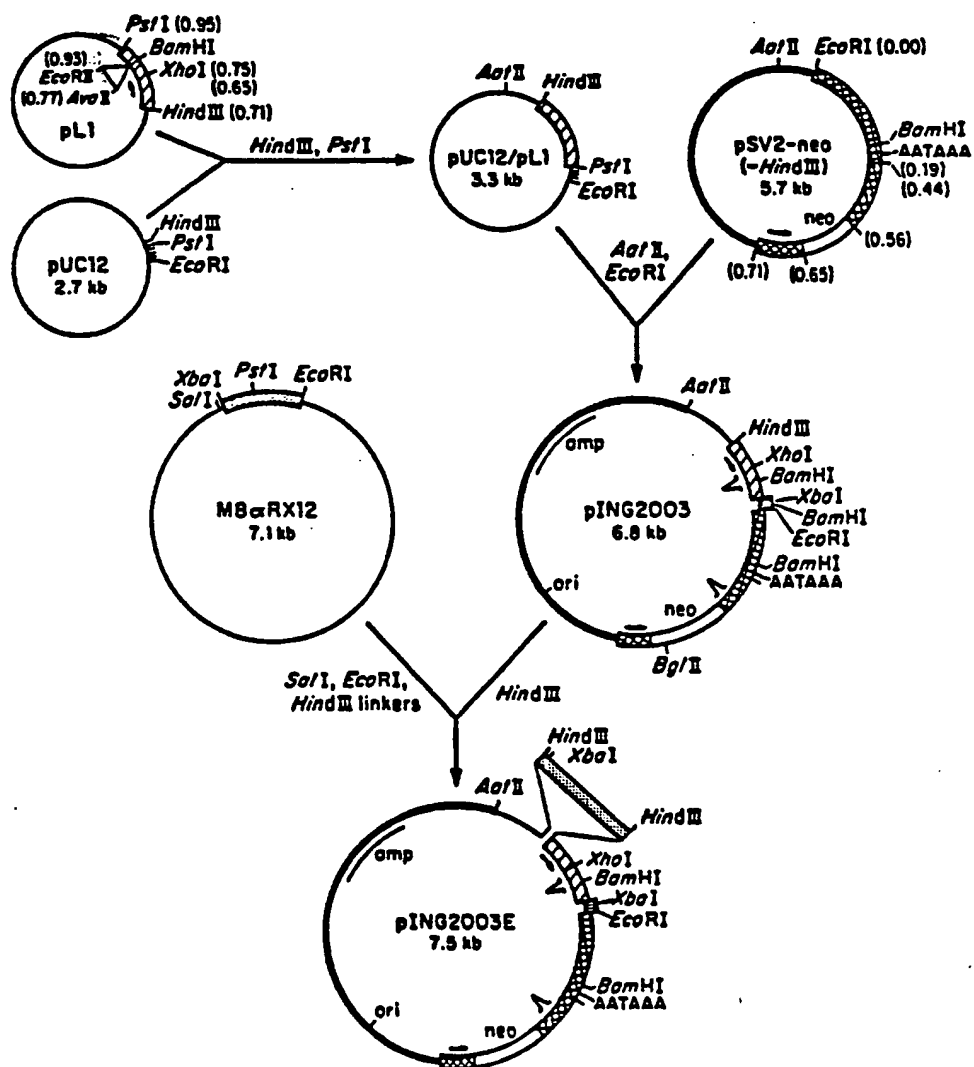 PstI (0.95)
BamHI
(0.93)
EcoRII
XhoI (0.75)
(0.65)
(0.77) AvaII
HindIII (0.71)
pL1
HindIII, PstI
HindIII
PstI
EcoRI
pUC12
2.7 kb
AatII
HindIII
pUC12/pL1
3.3 kb
PstI
EcoRI
AatII
EcoRI (0.00)
pSV2-neo
(-HindIII)
5.7 kb
BamHI
AATAAA
(0.19)
(0.44)
neo
(0.56)
(0.71)
(0.65)
AatII,
EcoRI
XbaI
SalI
PstI
EcoRI
M8αRX12
7.1 kb
AatII
HindIII
XhoI
BamHI
XbaI
BamHI
EcoRI
BamHI
AATAAA
amp
pING2003
6.8 kb
ori
neo
BglII
SalI, EcoRI,
HindIII linkers
HindIII
HindIII
XbaI
HindIII
AatII
XhoI
BamHI
XbaI
EcoRI
amp
pING2003E
7.5 kb
BamHI
AATAAA
ori
neo